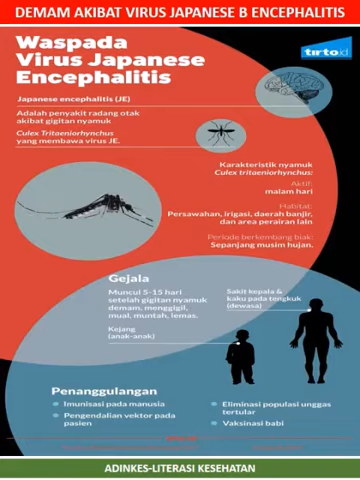 DEMAM AKIBAT VIRUS JAPANESE B ENCEPHALITIS
Waspada
Virus Japanese
Encephalitis
tirto.id
Japanese encephalitis (JE)
Adalah penyakit radang otak
akibat gigitan nyamuk
Culex Tritaeniorhynchus
yang membawa virus JE.
Karakteristik nyamuk
Culex tritaeniorhynchus:
Aktif:
malam hari
Habitat:
Persawahan, irigasi, daerah banjir,
dan area perairan lain
Periode berkembang biak:
Sepanjang musim hujan.
Gejala
Muncul 5-15 hari
setelah gigitan nyamuk
demam, menggigil,
mual, muntah, lemas.
Kejang
(anak-anak)
Sakit kepala &
kaku pada tengkuk
(dewasa)
Penanggulangan
Imunisasi pada manusia
Pengendalian vektor pada
pasien
Eliminasi populasi unggas
tertular
Vaksinasi babi
ADINKES-LITERASI KESEHATAN